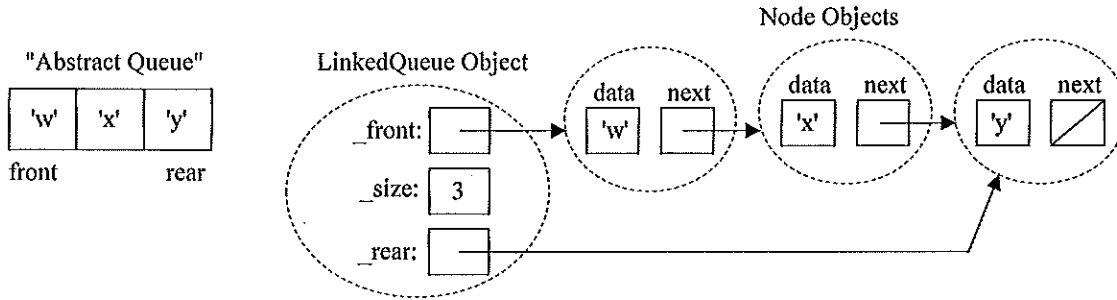 "Abstract Queue"
'w' 'x' 'y'
front rear
LinkedQueue Object
_front:
_size: 3
_rear:
Node Objects
data next
'w'
data next
'x'
data next
'y'